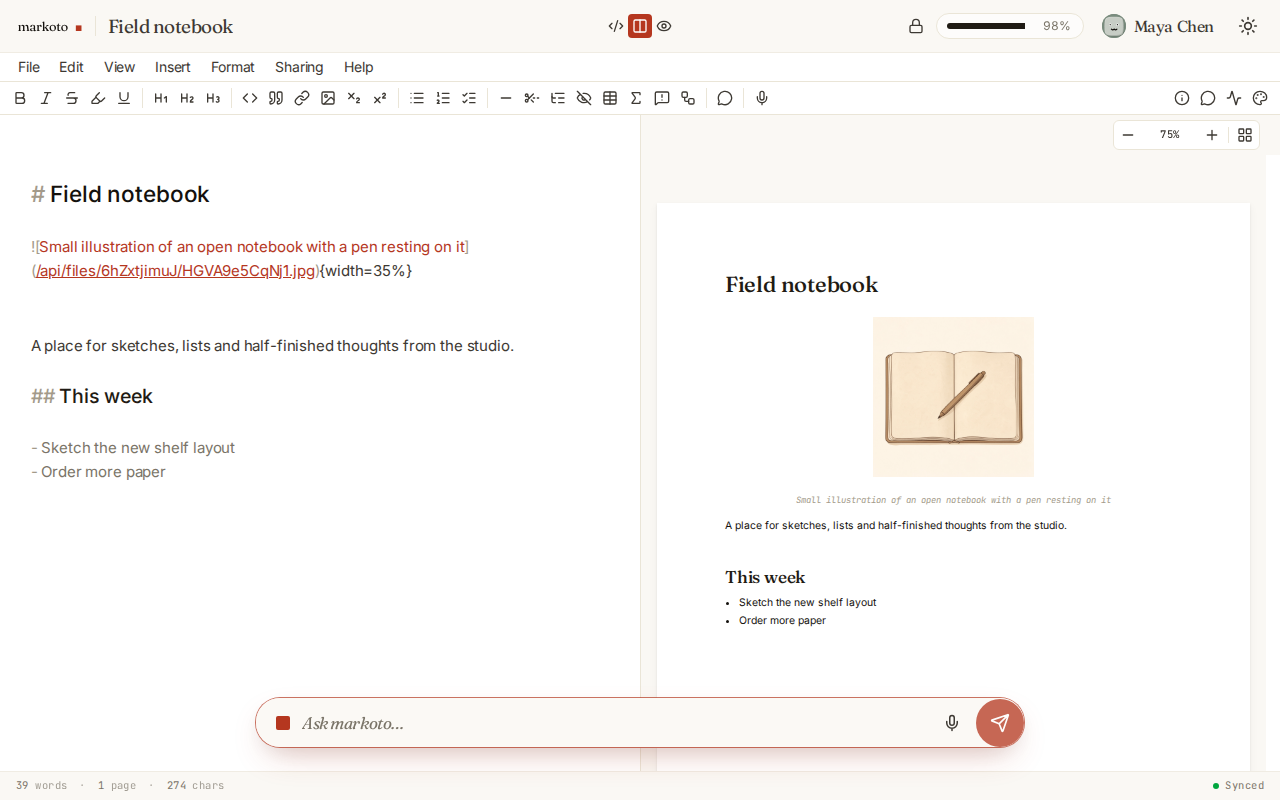 markoto
Field notebook
98%
Maya Chen
File Edit View Insert Format Sharing Help
B I S U H1 H2 H3 X2 x2
75%
# Field notebook
![Small illustration of an open notebook with a pen resting on it]
(/api/files/6hZxtjimuJ/HGVA9e5CqNj1.jpg){width=35%}
A place for sketches, lists and half-finished thoughts from the studio.
## This week
- Sketch the new shelf layout
- Order more paper
Field notebook
Small illustration of an open notebook with a pen resting on it
A place for sketches, lists and half-finished thoughts from the studio.
This week
• Sketch the new shelf layout
• Order more paper
Ask markoto...
39 words · 1 page · 274 chars
Synced